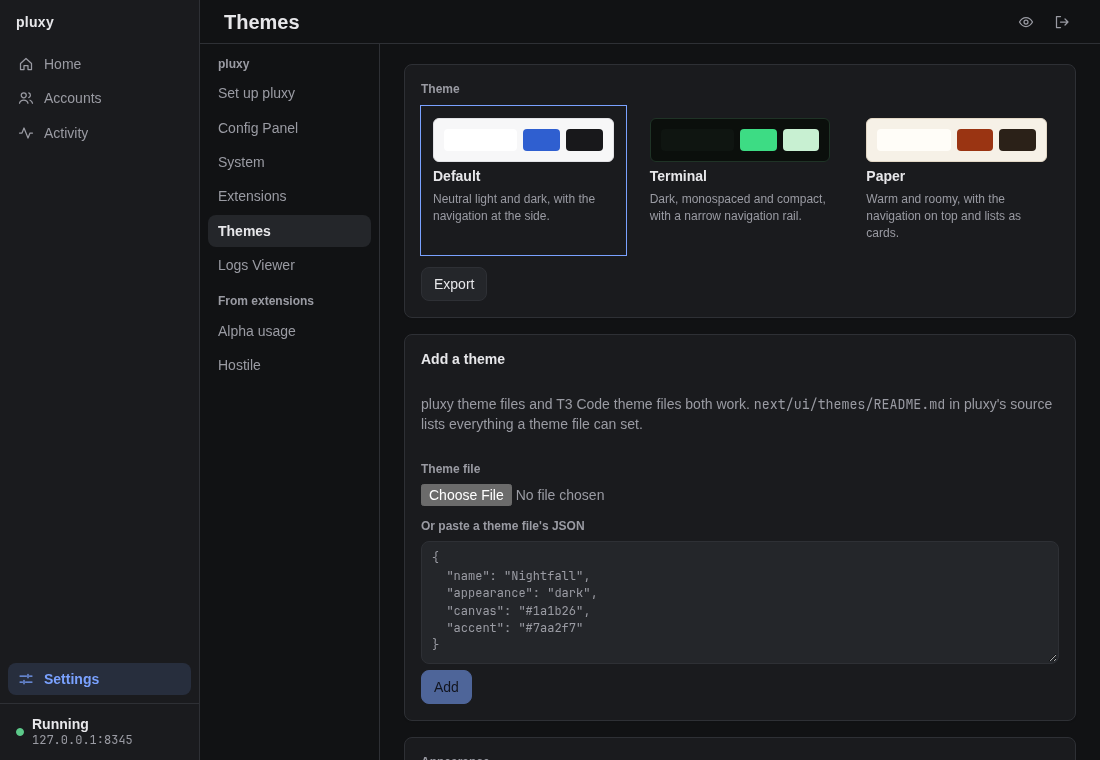 pluxy
Themes
Home
Accounts
Activity
Settings
Running
127.0.0.1:8345
pluxy
Set up pluxy
Config Panel
System
Extensions
Themes
Logs Viewer
From extensions
Alpha usage
Hostile
Theme
Default
Neutral light and dark, with the
navigation at the side.
Terminal
Dark, monospaced and compact,
with a narrow navigation rail.
Paper
Warm and roomy, with the
navigation on top and lists as
cards.
Export
Add a theme
pluxy theme files and T3 Code theme files both work. next/ui/themes/README.md in pluxy's source
lists everything a theme file can set.
Theme file
Choose File No file chosen
Or paste a theme file's JSON
{
"name": "Nightfall",
"appearance": "dark",
"canvas": "#1a1b26",
"accent": "#7aa2f7"
}
Add
Appearance